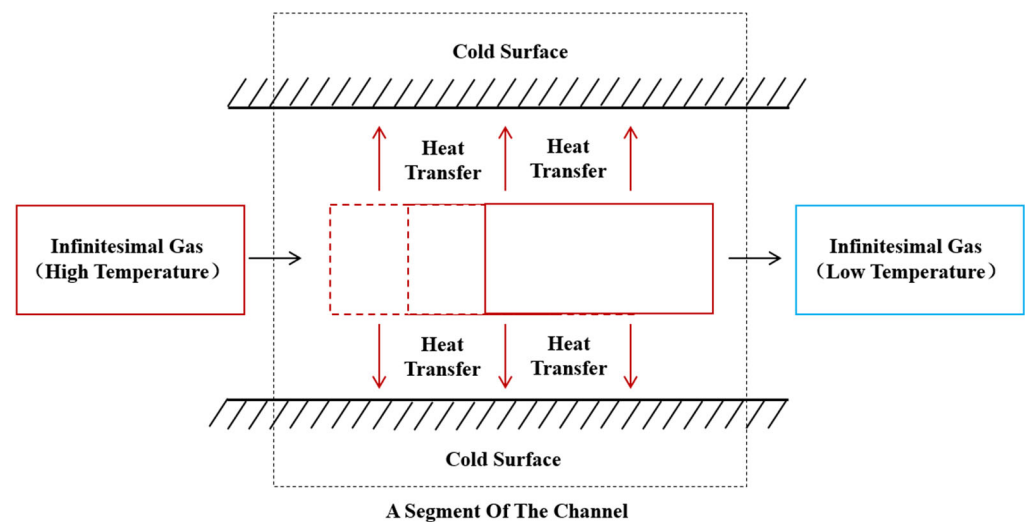 Cold Surface
Heat
Transfer
Heat
Transfer
Infinitesimal Gas
（High Temperature）
Infinitesimal Gas
（Low Temperature）
Heat
Transfer
Heat
Transfer
Cold Surface
A Segment Of The Channel